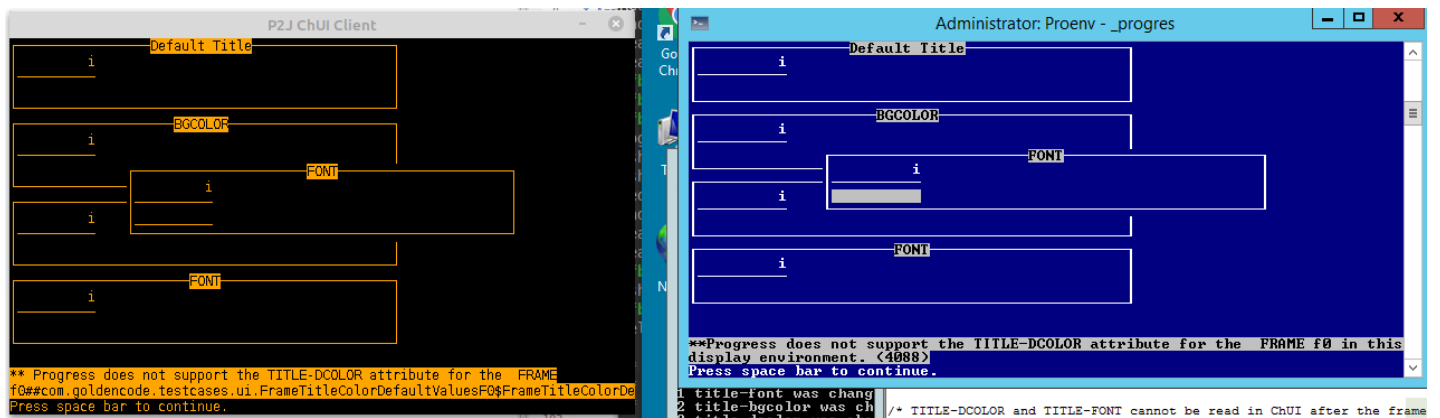 P2J ChUI Client
Default Title
i
BGCOLOR
i
FONT
i
i
FONT
i
** Progress does not support the TITLE-DCOLOR attribute for the  FRAME
f0##com.goldencode.testcases.ui.FrameTitleColorDefaultValuesF0$FrameTitleColorDe
Press space bar to continue.
Go
Chr
Administrator: Proenv - _progres
Default Title
i
BGCOLOR
i
FONT
i
i
FONT
i
**Progress does not support the TITLE-DCOLOR attribute for the  FRAME f0 in this
display environment. (4088)
Press space bar to continue.
1 title-font was chang
2 title-bgcolor was ch
/* TITLE-DCOLOR and TITLE-FONT cannot be read in ChUI after the frame